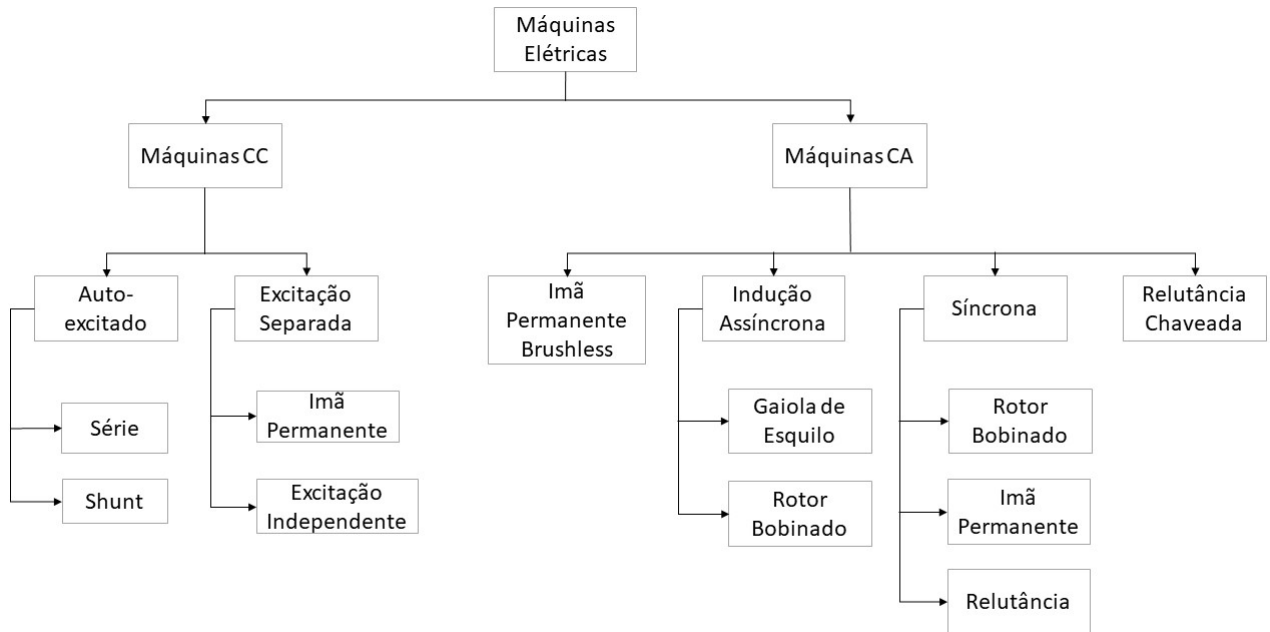 Máquinas
Elétricas
Máquinas CC
Máquinas CA
Auto-
excitado
Excitação
Separada
Imã
Permanente
Brushless
Indução
Assíncrona
Síncrona
Relutância
Chaveada
Série
Shunt
Imã
Permanente
Excitação
Independente
Gaiola de
Esquilo
Rotor
Bobinado
Rotor
Bobinado
Imã
Permanente
Relutância